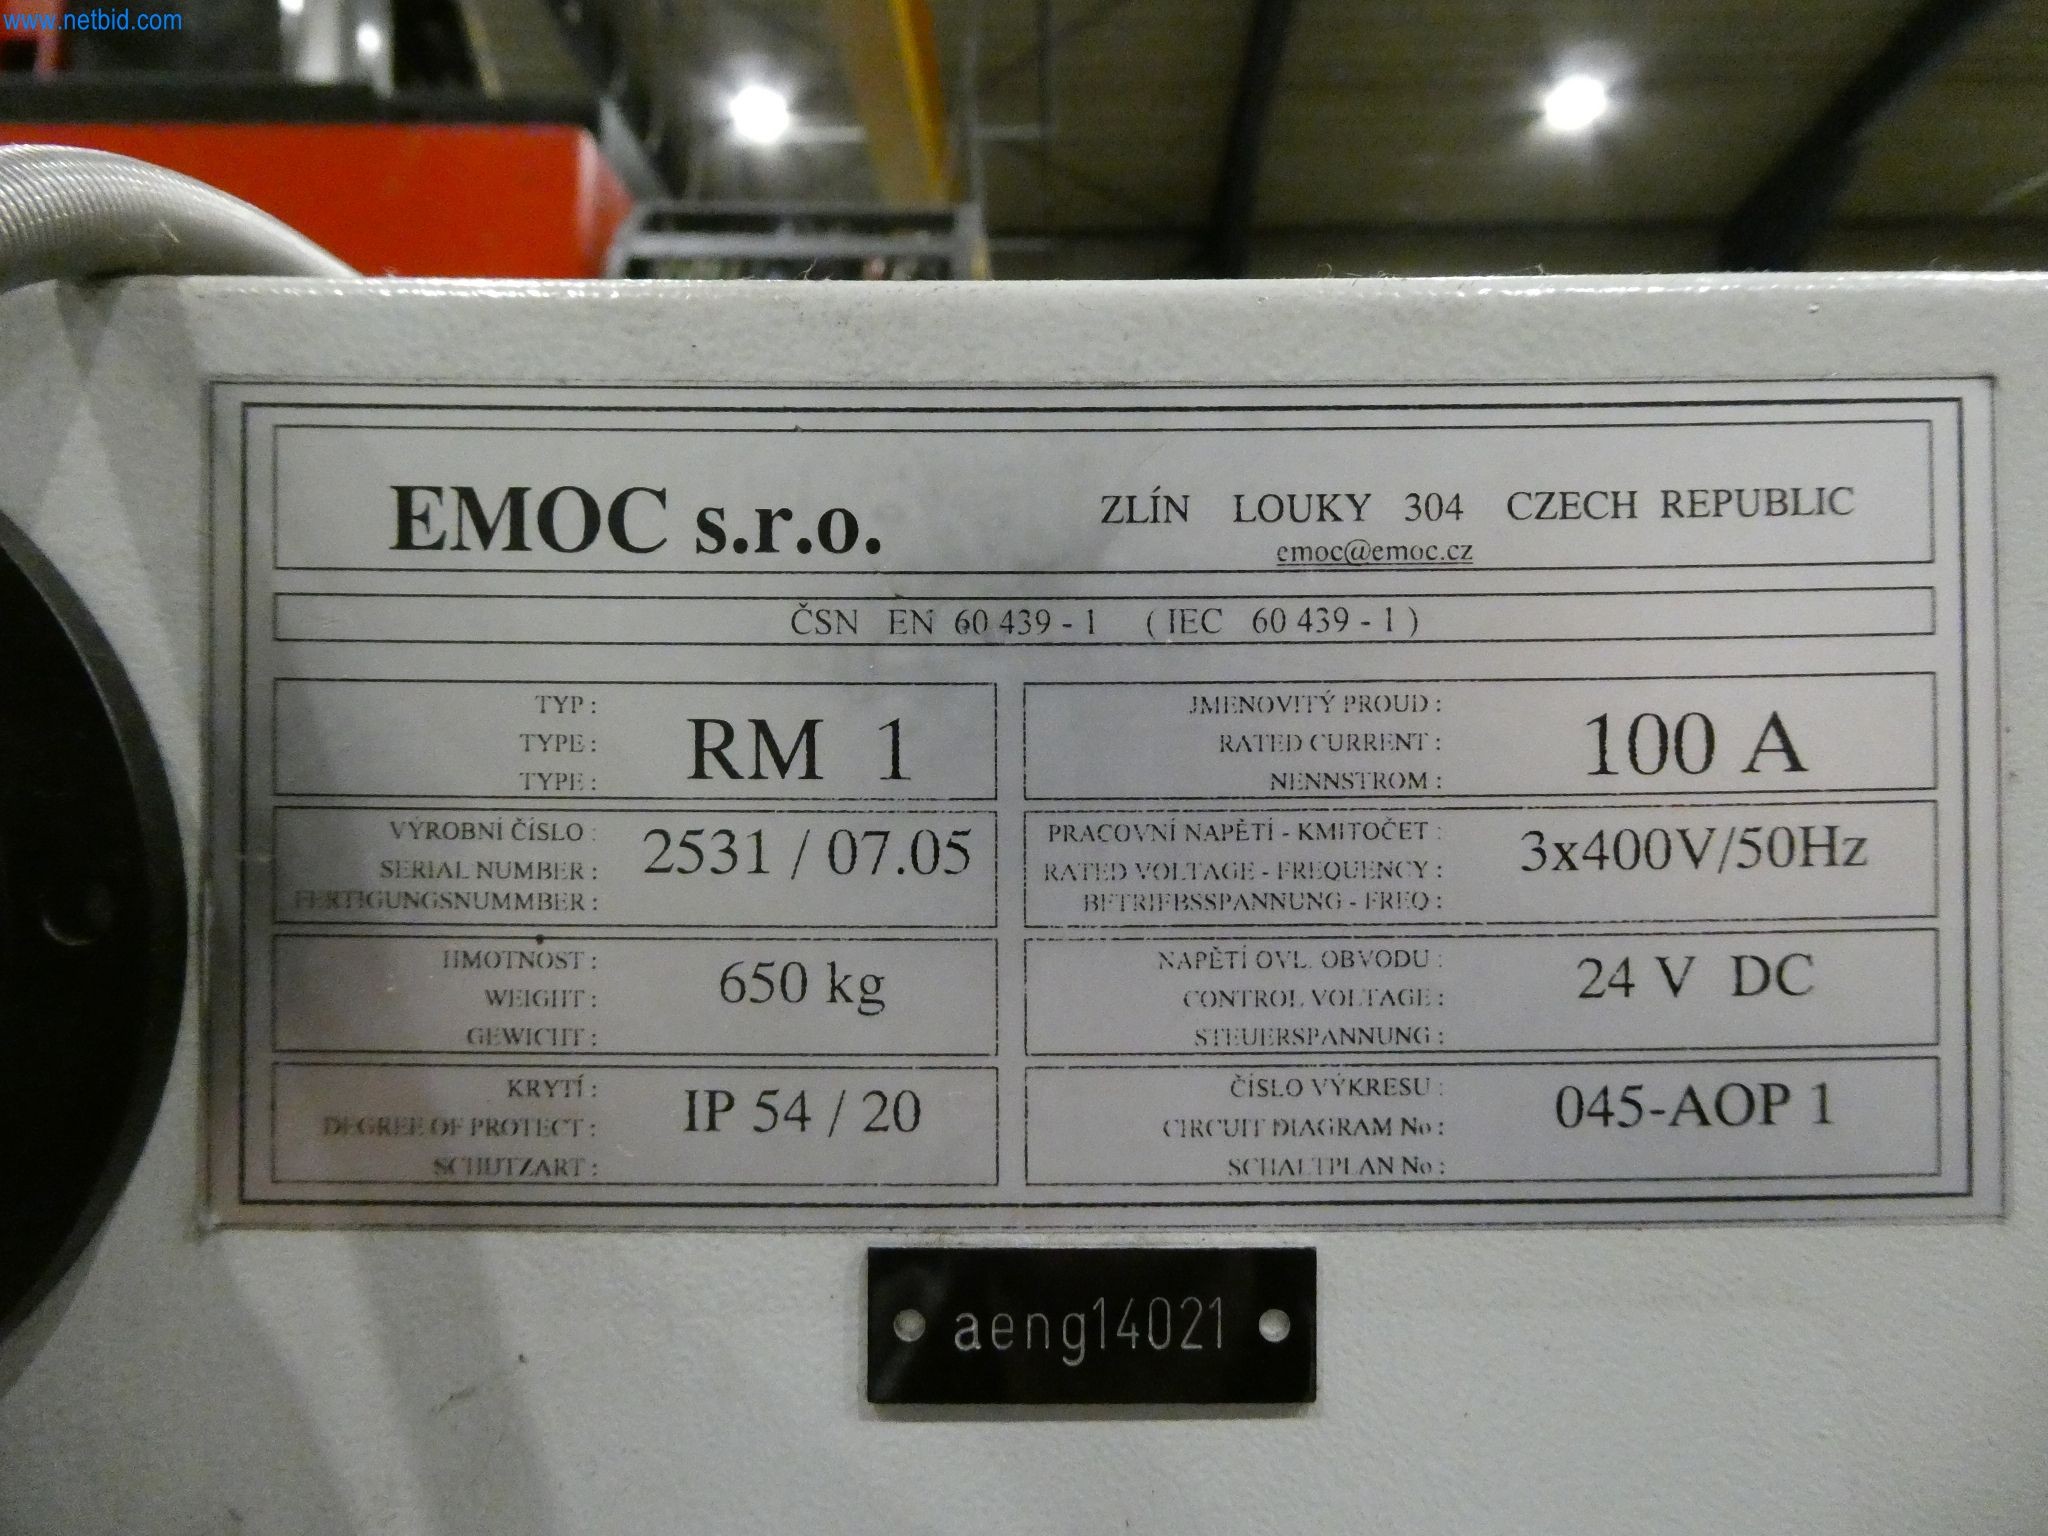 www.netbid.com
EMOC s.r.o.
ZLÍN LOUKY 304 CZECH REPUBLIC
emoc@emoc.cz
ČSN EN 60 439 - 1 ( IEC 60 439 - 1 )
TYP :
TYPE :
TYPE :
RM 1
JMENOVITÝ PROUD :
RATED CURRENT :
NENNSTROM :
100 A
VÝROBNÍ ČÍSLO :
SERIAL NUMBER :
FERTIGUNGSNUMMBER :
2531 / 07.05
PRACOVNÍ NAPĚTÍ - KMITOČET :
RATED VOLTAGE - FREQUENCY :
BETRIEBSSPANNUNG - FREQ :
3x400V/50Hz
HMOTNOST :
WEIGHT :
GEWICHT :
650 kg
NAPĚTÍ OVL. OBVODU :
CONTROL VOLTAGE :
STEUERSPANNUNG :
24 V DC
KRYTÍ :
DEGREE OF PROTECT :
SCHUTZART :
IP 54 / 20
ČÍSLO VÝKRESU :
CIRCUIT DIAGRAM No :
SCHALTPLAN No :
045-AOP 1
aeng14021